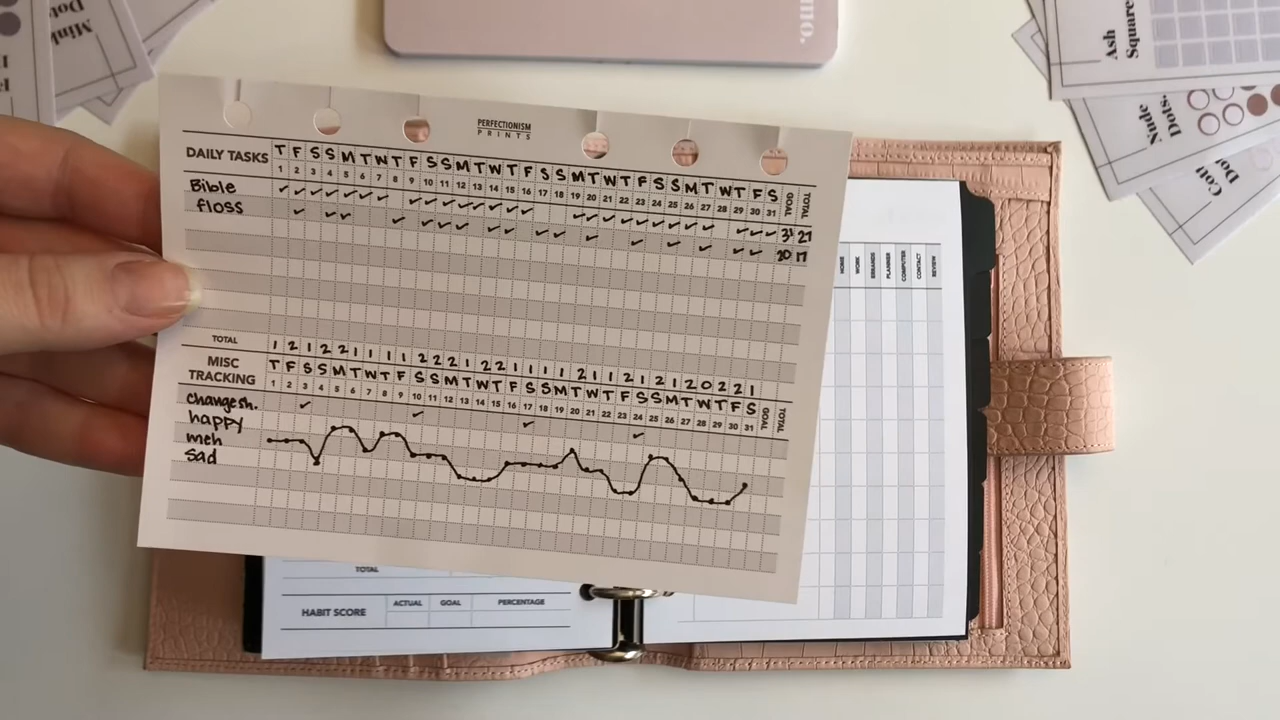 mo.
Mink
Dots
Ash
Squares
Nude
Dots.
PERFECTIONISM
PRINTS
DAILY TASKS T F S S M T W T F S S M T W T F S S M T W T F S S M T W T F S
1 2 3 4 5 6 7 8 9 10 11 12 13 14 15 16 17 18 19 20 21 22 23 24 25 26 27 28 29 30 31 GOAL TOTAL
Bible 31 27
floss 20 17
TOTAL 1 2 1 2 2 1 1 1 1 2 2 2 1 2 2 1 1 1 1 2 1 1 2 1 2 1 2 0 2 2 1
MISC TRACKING T F S S M T W T F S S M T W T F S S M T W T F S S M T W T F S
1 2 3 4 5 6 7 8 9 10 11 12 13 14 15 16 17 18 19 20 21 22 23 24 25 26 27 28 29 30 31 GOAL TOTAL
changesh.
happy
meh
sad
HOME WORK ERRANDS PLANNER COMPUTER CONTACT REVIEW
TOTAL
HABIT SCORE ACTUAL GOAL PERCENTAGE